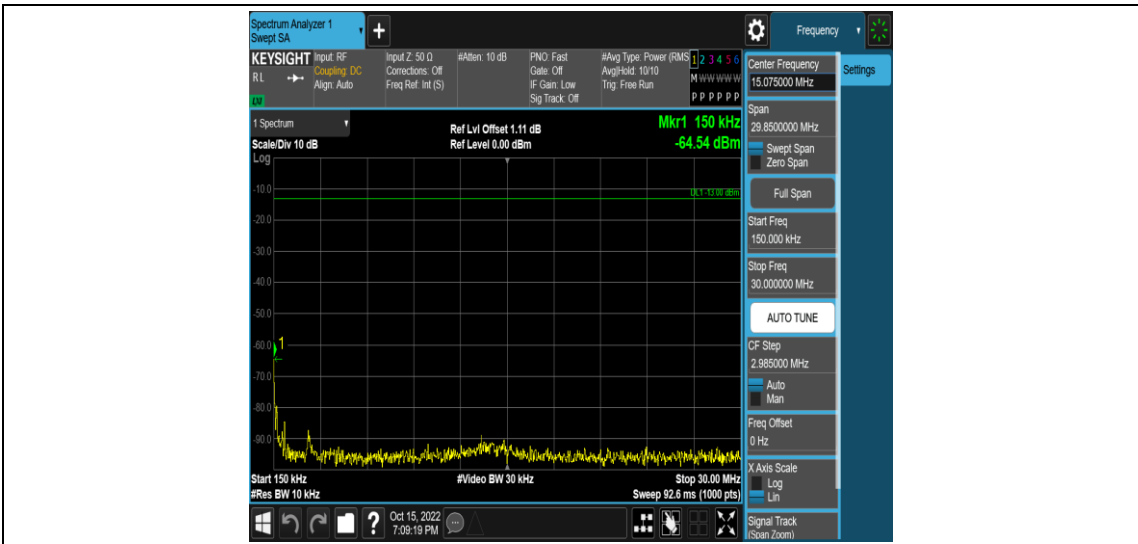 Spectrum Analyzer 1
Swept SA
+
Frequency
KEYSIGHT
RL
LXI
Input: RF
Coupling: DC
Align: Auto
Input Z: 50 Ω
Corrections: Off
Freq Ref: Int (S)
#Atten: 10 dB
PNO: Fast
Gate: Off
IF Gain: Low
Sig Track: Off
#Avg Type: Power (RMS
Avg|Hold: 10/10
Trig: Free Run
1 2 3 4 5 6
M W W W W W
P P P P P P
1 Spectrum
Scale/Div 10 dB
Log
Ref Lvl Offset 1.11 dB
Ref Level 0.00 dBm
Mkr1 150 kHz
-64.54 dBm
DL1 -13.00 dBm
-10.0
-20.0
-30.0
-40.0
-50.0
-60.0
1
-70.0
-80.0
-90.0
Start 150 kHz
#Res BW 10 kHz
#Video BW 30 kHz
Stop 30.00 MHz
Sweep 92.6 ms (1000 pts)
?
Oct 15, 2022
7:09:19 PM
Center Frequency
15.075000 MHz
Settings
Span
29.8500000 MHz
Swept Span
Zero Span
Full Span
Start Freq
150.000 kHz
Stop Freq
30.000000 MHz
AUTO TUNE
CF Step
2.985000 MHz
Auto
Man
Freq Offset
0 Hz
X Axis Scale
Log
Lin
Signal Track
(Span Zoom)